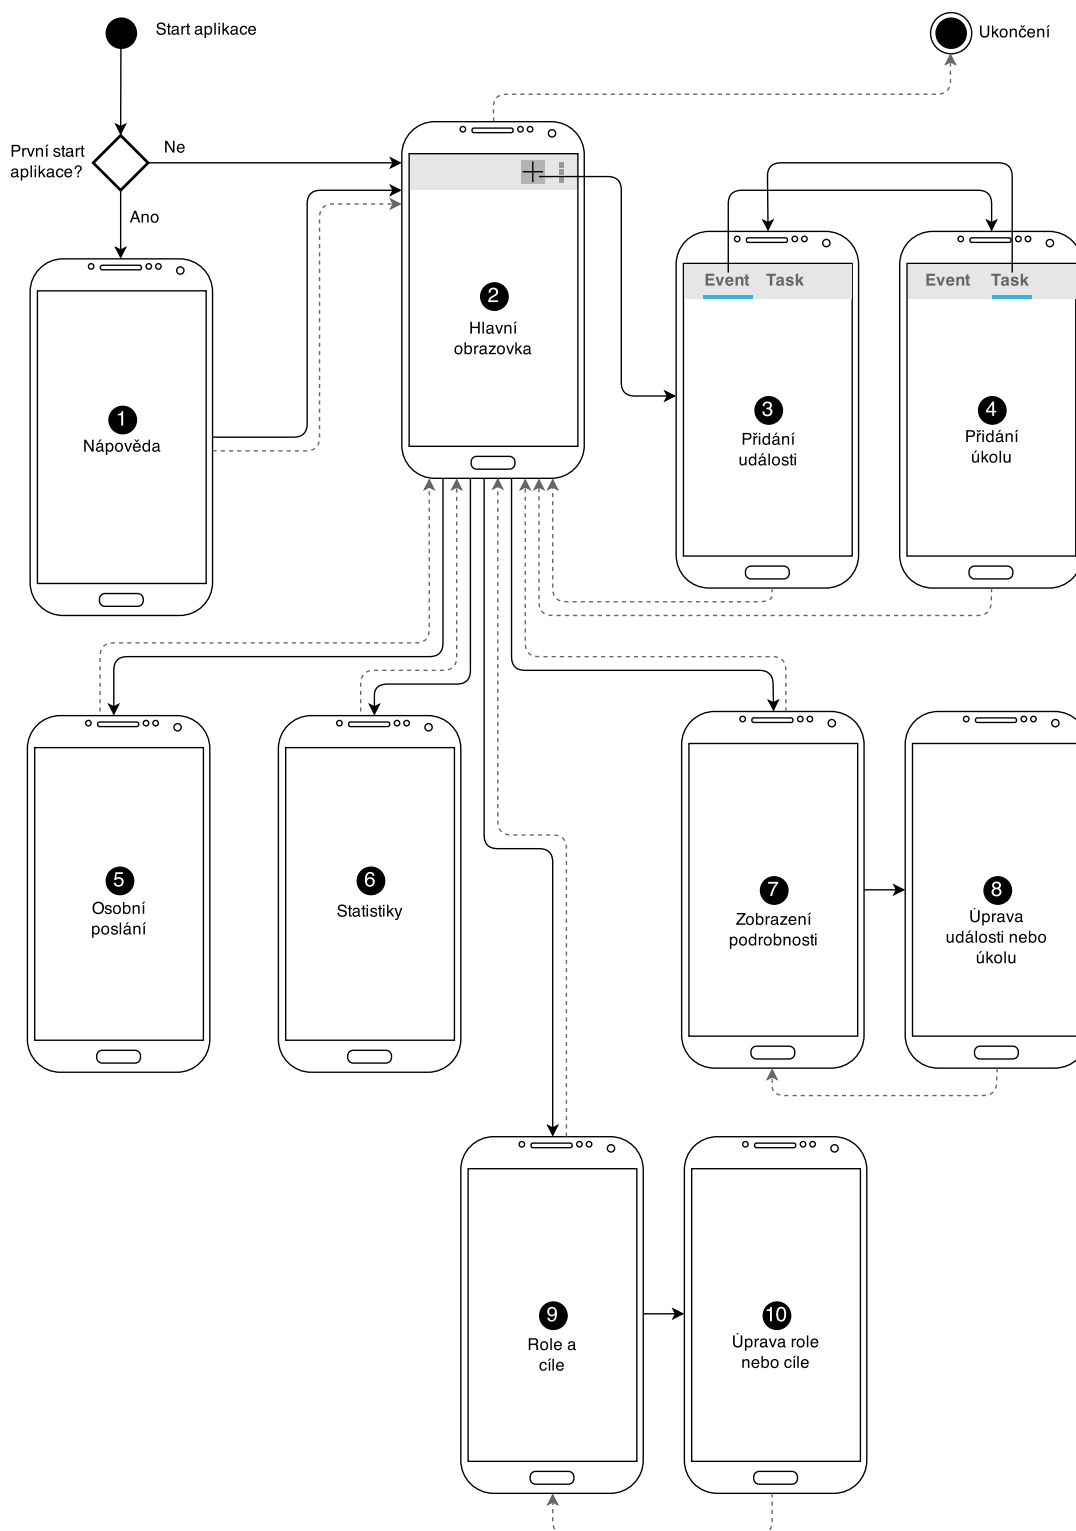 Start aplikace
Ukončení
První start
aplikace?
Ne
Ano
1
Nápověda
2
Hlavní
obrazovka
Event Task
3
Přidání
události
Event Task
4
Přidání
úkolu
5
Osobní
poslání
6
Statistiky
7
Zobrazení
podrobnosti
8
Úprava
události nebo
úkolu
9
Role a
cíle
10
Úprava role
nebo cíle